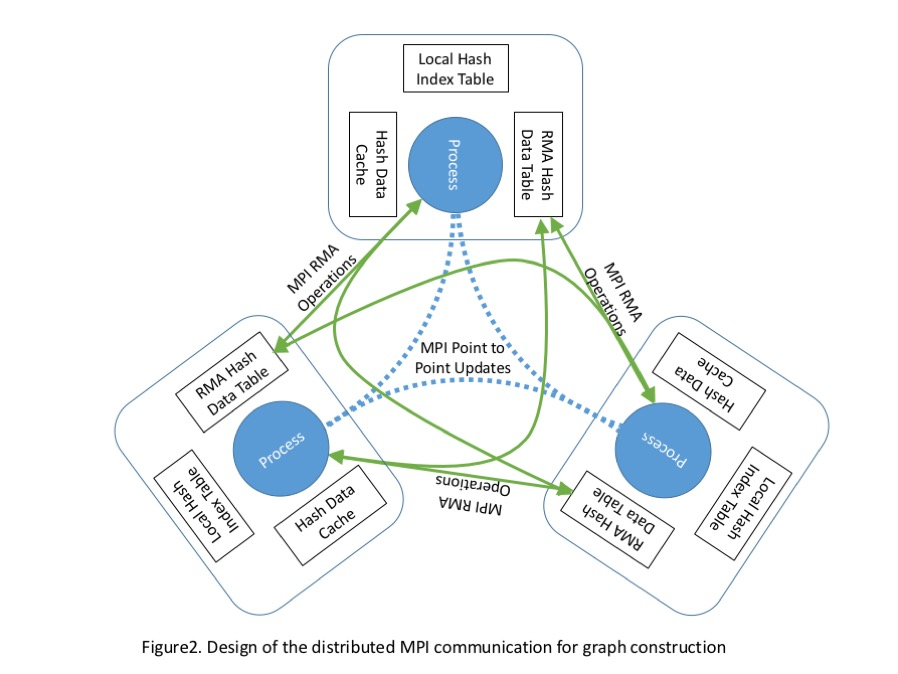 Local Hash
Index Table
Hash Data
Cache
Process
RMA Hash
Data Table
MPI RMA
Operations
MPI RMA
Operations
MPI Point to
Point Updates
RMA Hash
Data Table
Process
Local Hash
Index Table
Hash Data
Cache
Hash Data
Cache
Process
Local Hash
Index Table
RMA Hash
Data Table
MPI RMA
Operations
Figure2. Design of the distributed MPI communication for graph construction